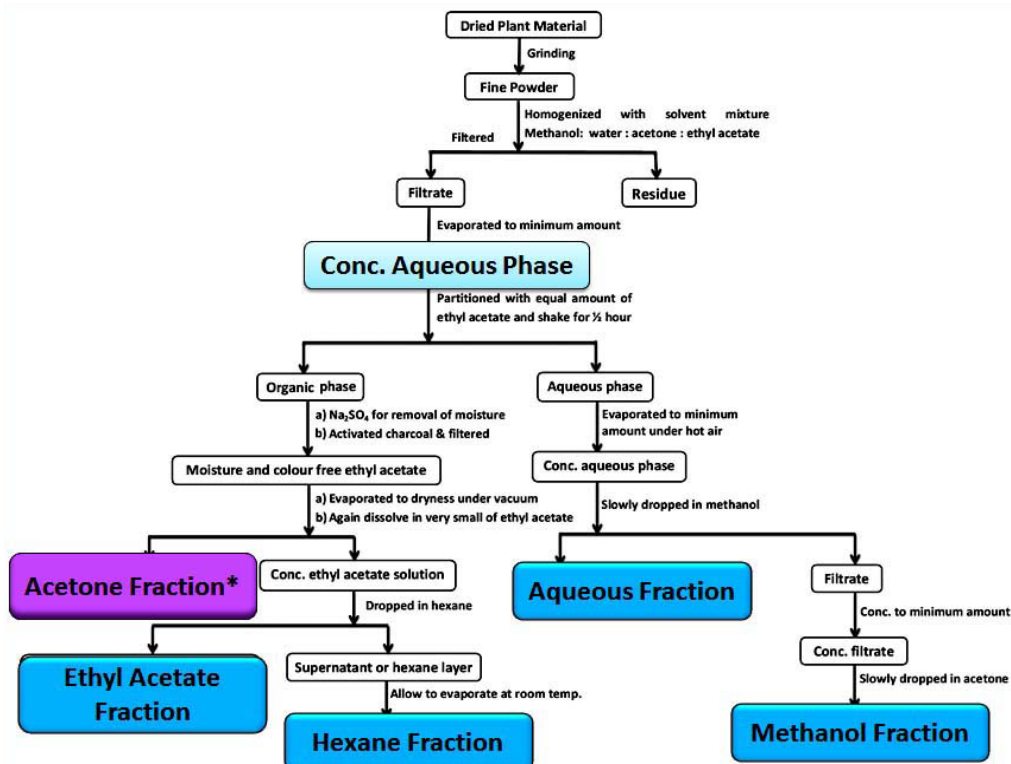 Dried Plant Material
Grinding
Fine Powder
Homogenized with solvent mixture
Methanol: water : acetone : ethyl acetate
Filtered
Filtrate
Residue
Evaporated to minimum amount
Conc. Aqueous Phase
Partitioned with equal amount of
ethyl acetate and shake for ½ hour
Organic phase
Aqueous phase
a) Na₂SO₄ for removal of moisture
b) Activated charcoal & filtered
Evaporated to minimum
amount under hot air
Moisture and colour free ethyl acetate
Conc. aqueous phase
a) Evaporated to dryness under vacuum
b) Again dissolve in very small of ethyl acetate
Slowly dropped in methanol
Acetone Fraction*
Conc. ethyl acetate solution
Aqueous Fraction
Filtrate
Dropped in hexane
Conc. to minimum amount
Ethyl Acetate
Fraction
Supernatant or hexane layer
Conc. filtrate
Allow to evaporate at room temp.
Slowly dropped in acetone
Hexane Fraction
Methanol Fraction